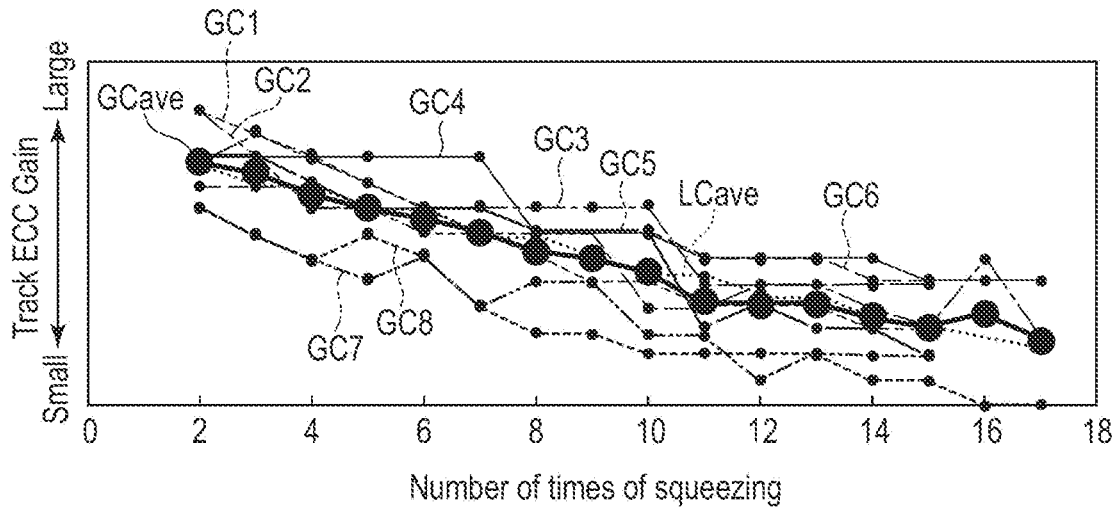 GC1
GC2
GCave
GC4
GC3
GC5
LCave
GC6
GC7
GC8
Large
Track ECC Gain
Small
0 2 4 6 8 10 12 14 16 18
Number of times of squeezing